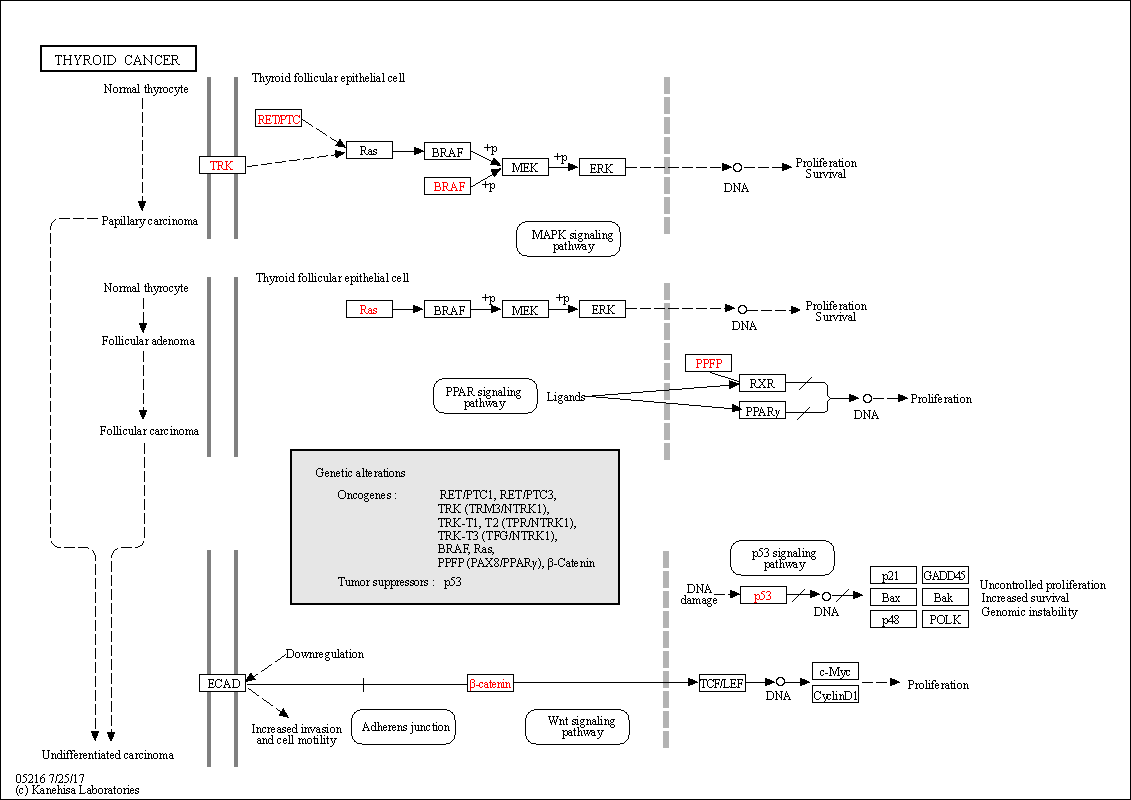 THYROID CANCER
Normal thyrocyte
Papillary carcinoma
Thyroid follicular epithelial cell
RET/PTC
TRK
Ras
BRAF
BRAF
+p
+p
MEK
+p
ERK
DNA
Proliferation
Survival
MAPK signaling
pathway
Normal thyrocyte
Follicular adenoma
Follicular carcinoma
Thyroid follicular epithelial cell
Ras
BRAF
+p
MEK
+p
ERK
DNA
Proliferation
Survival
PPAR signaling
pathway
Ligands
PPFP
RXR
PPARγ
DNA
Proliferation
Genetic alterations
Oncogenes :
RET/PTC1, RET/PTC3,
TRK (TRM3/NTRK1),
TRK-T1, T2 (TPR/NTRK1),
TRK-T3 (TFG/NTRK1),
BRAF, Ras,
PPFP (PAX8/PPARγ), β-Catenin
Tumor suppressors : p53
p53 signaling
pathway
DNA
damage
p53
DNA
p21
GADD45
Bax
Bak
p48
POLK
Uncontrolled proliferation
Increased survival
Genomic instability
Downregulation
ECAD
β-catenin
TCF/LEF
DNA
c-Myc
CyclinD1
Proliferation
Increased invasion
and cell motility
Adherens junction
Wnt signaling
pathway
Undifferentiated carcinoma
05216 7/25/17
(c) Kanehisa Laboratories